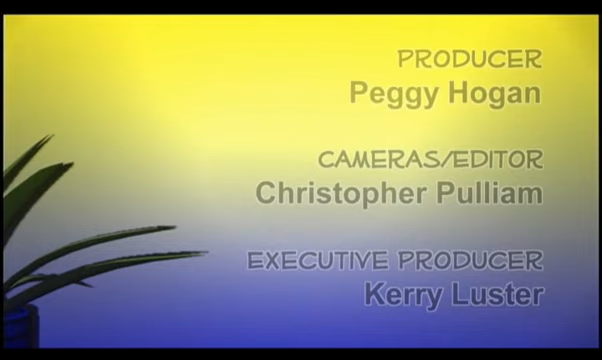 PRODUCER
Peggy Hogan
CAMERAS/EDITOR
Christopher Pulliam
EXECUTIVE PRODUCER
Kerry Luster